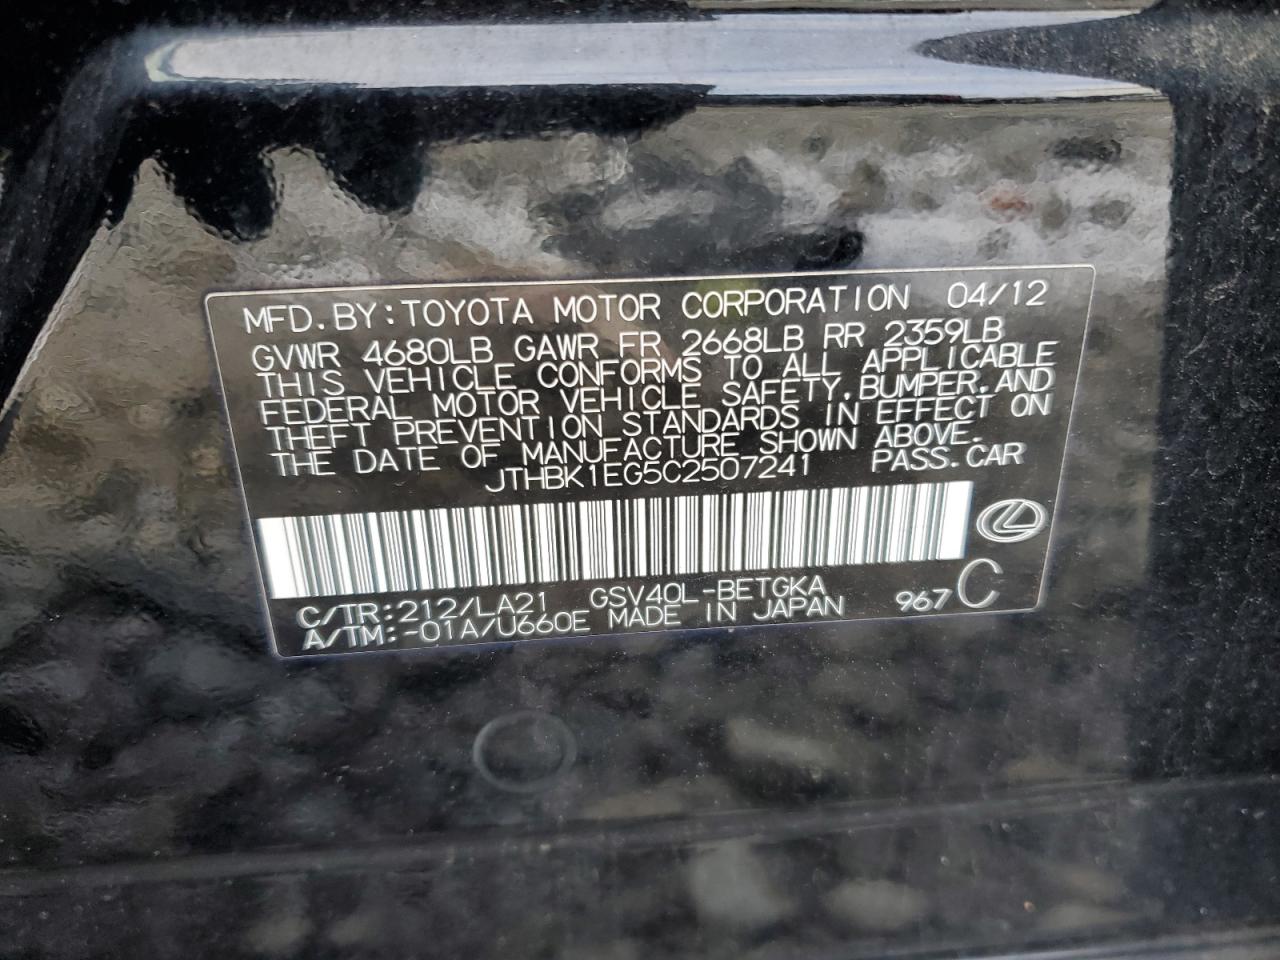 MFD.BY:TOYOTA MOTOR CORPORATION 04/12
GVWR 4680LB GAWR FR 2668LB RR 2359LB
THIS VEHICLE CONFORMS TO ALL APPLICABLE
FEDERAL MOTOR VEHICLE SAFETY,BUMPER,AND
THEFT PREVENTION STANDARDS IN EFFECT ON
THE DATE OF MANUFACTURE SHOWN ABOVE.
JTHBK1EG5C2507241 PASS.CAR
C/TR:212/LA21 GSV40L-BETGKA
A/TM:-01A/U660E MADE IN JAPAN 967 C